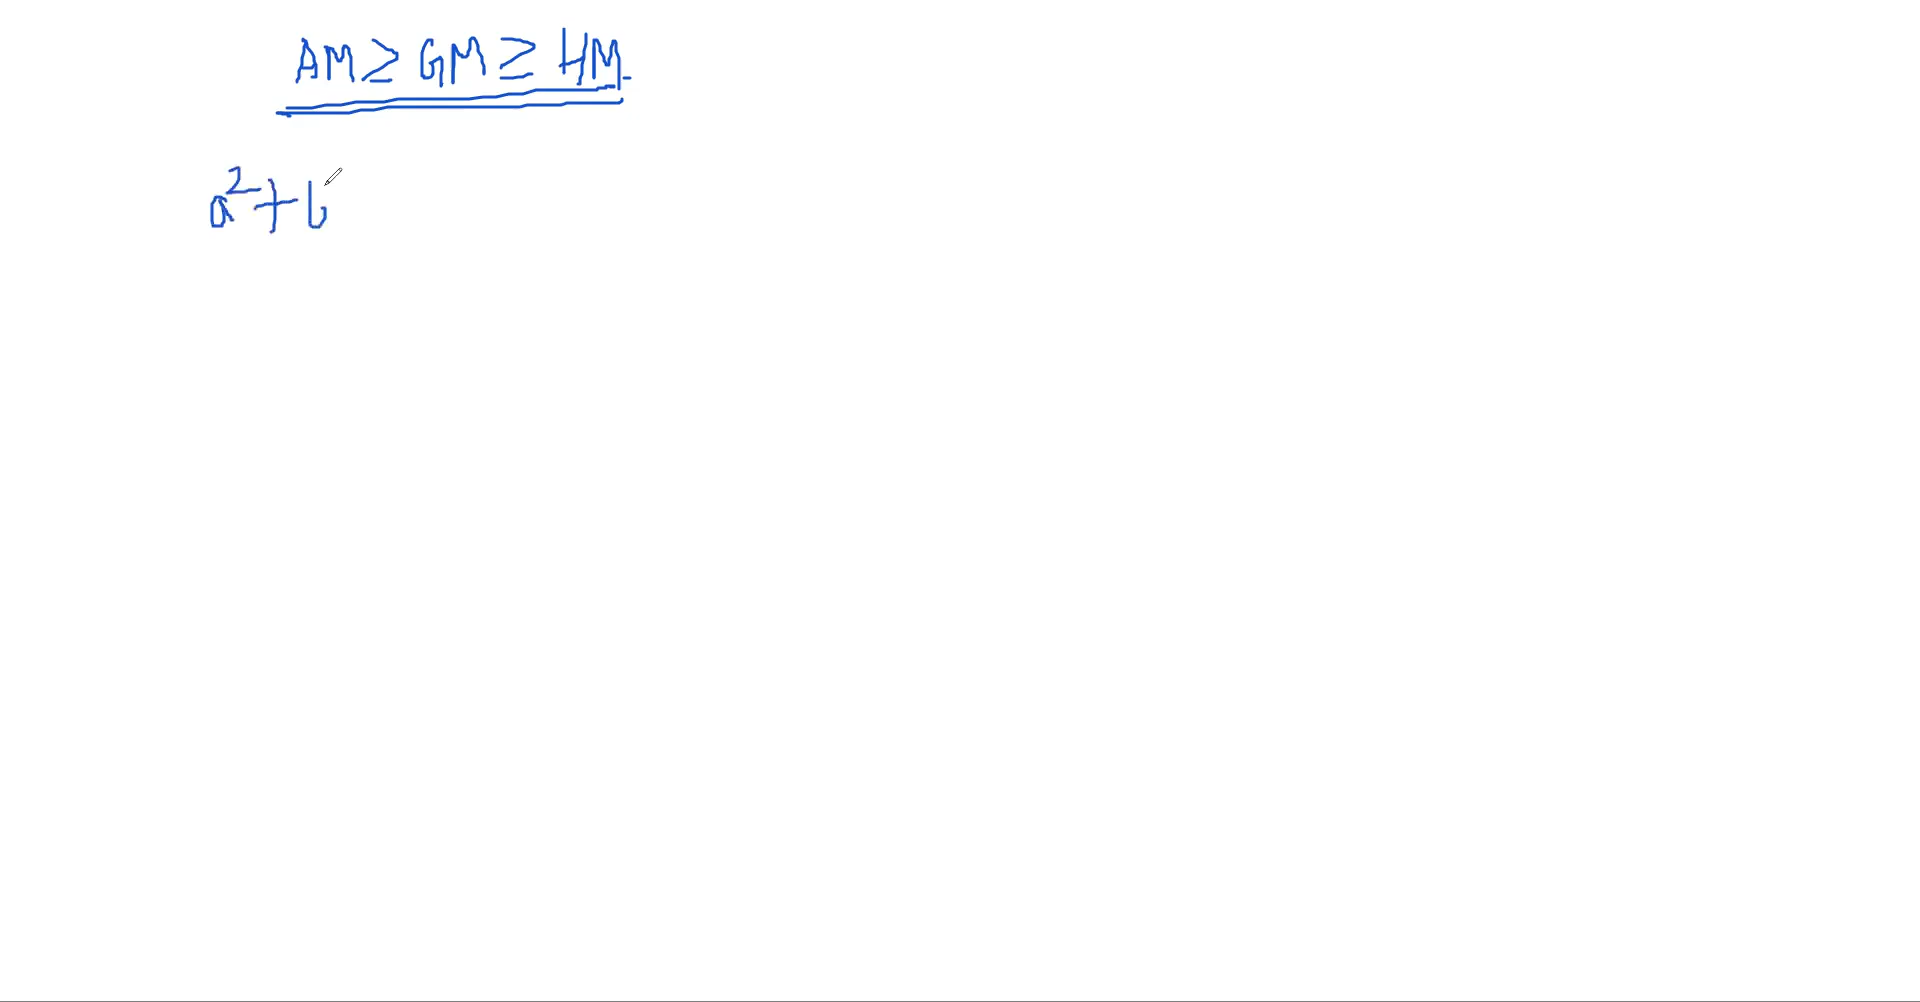 AM ≥ GM ≥ HM
a² + b